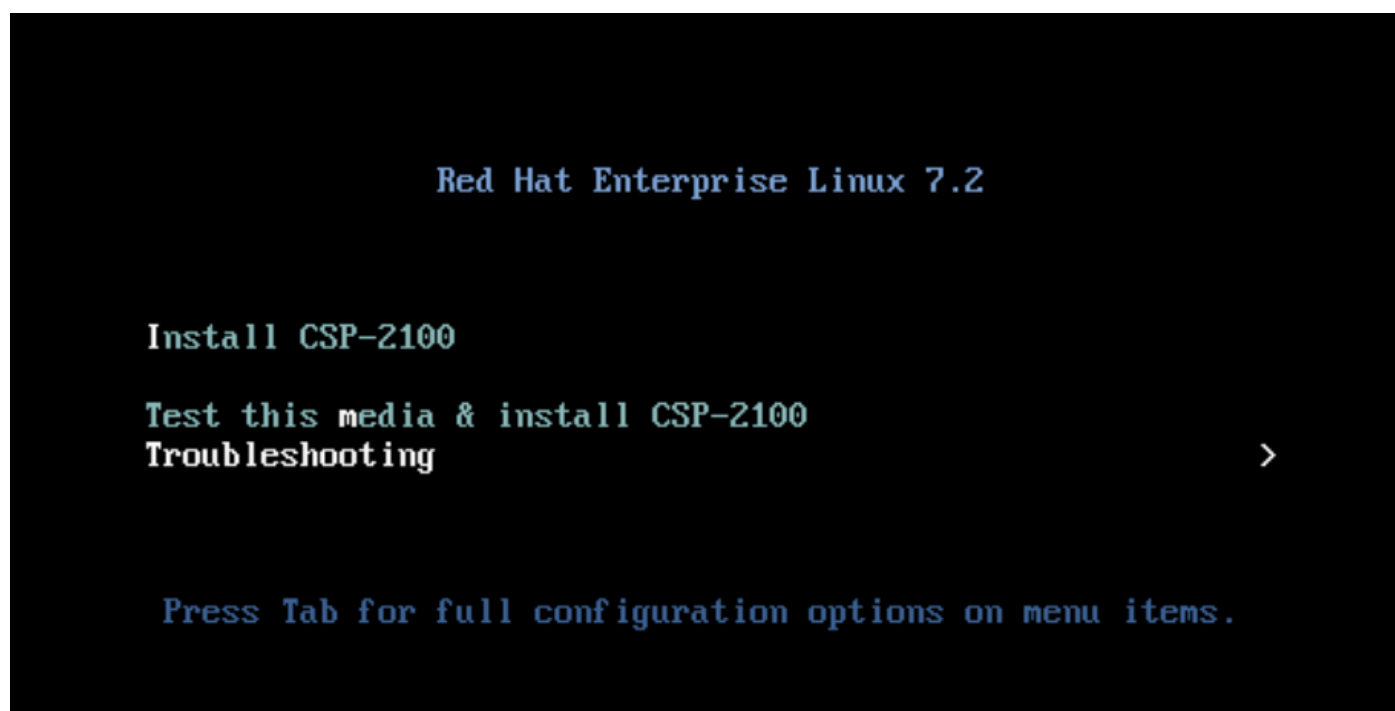 Red Hat Enterprise Linux 7.2
Install CSP-2100
Test this media & install CSP-2100
Troubleshooting >
Press Tab for full configuration options on menu items.